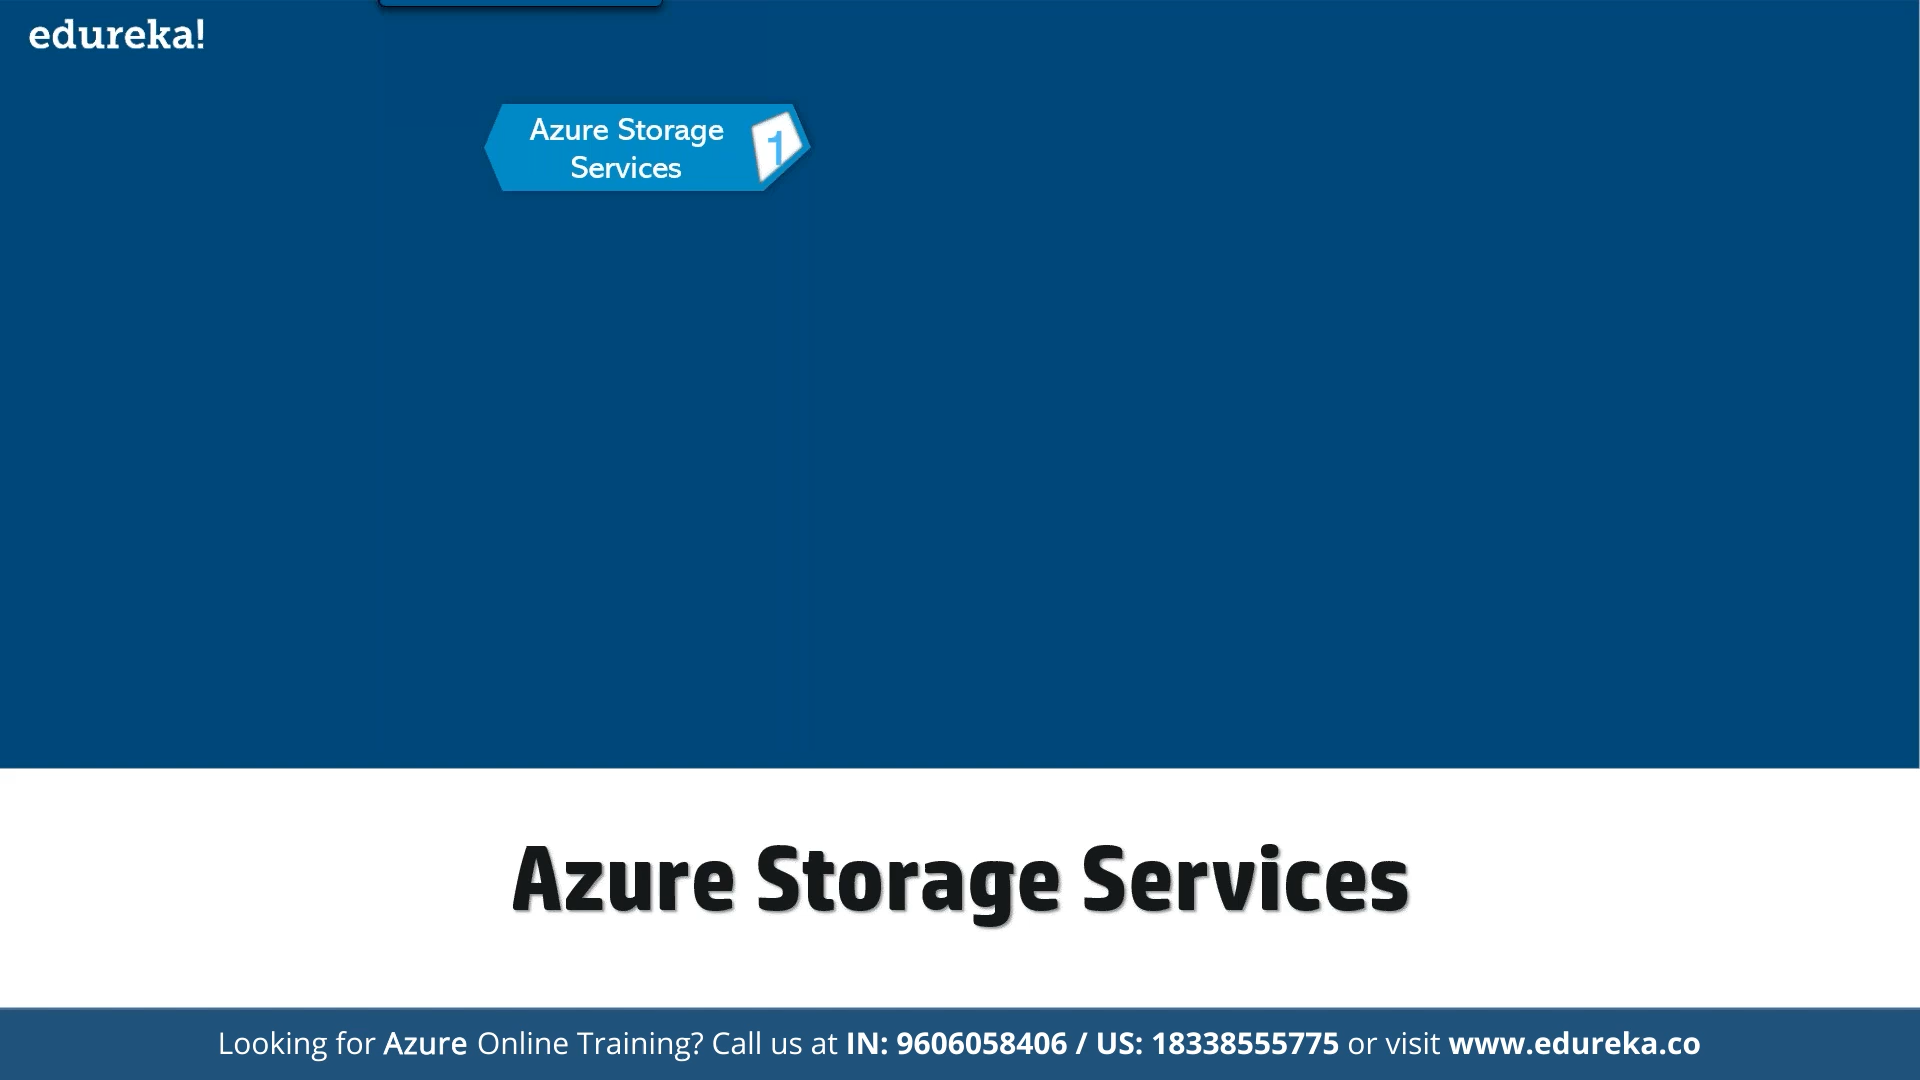 edureka!
Azure Storage
Services
1
Azure Storage Services
Looking for Azure Online Training? Call us at IN: 9606058406 / US: 18338555775 or visit www.edureka.co